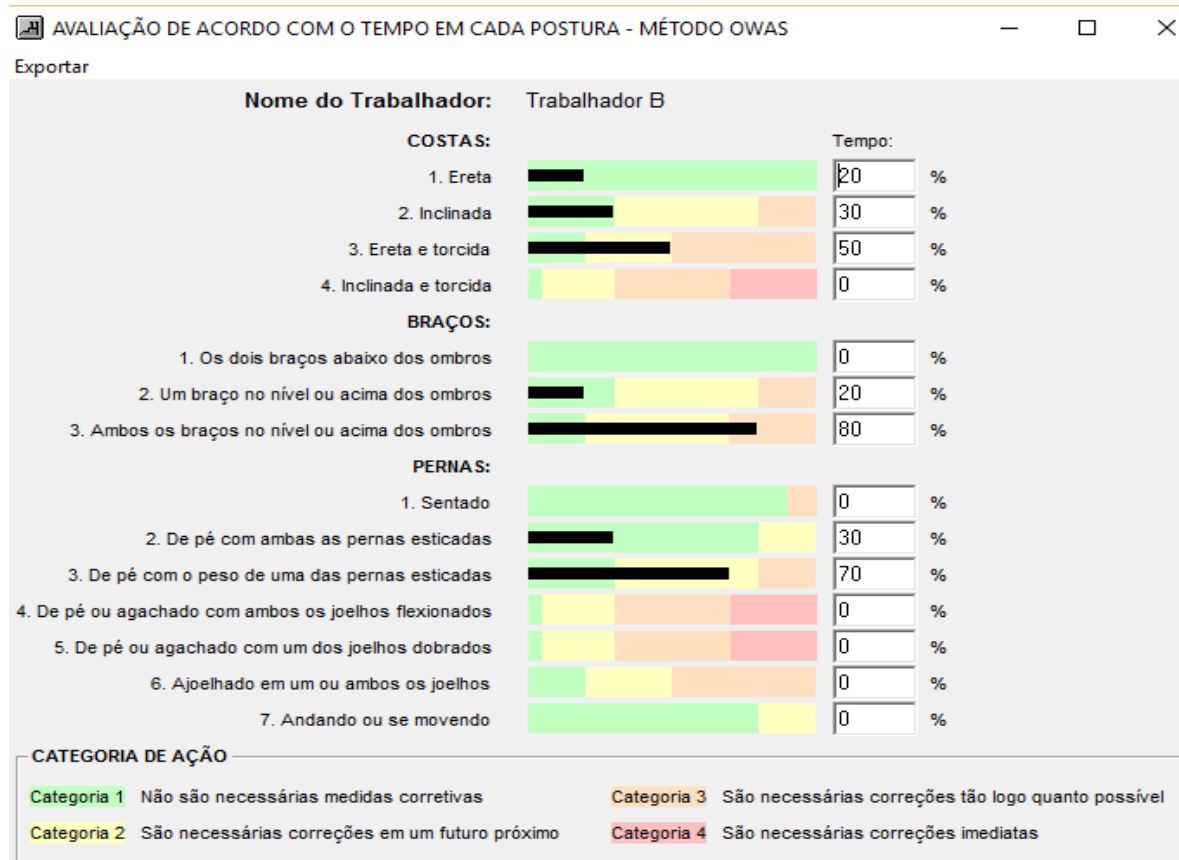 AVALIAÇÃO DE ACORDO COM O TEMPO EM CADA POSTURA - MÉTODO OWAS
Exportar
Nome do Trabalhador: Trabalhador B
COSTAS: Tempo:
1. Ereta 20 %
2. Inclinada 30 %
3. Ereta e torcida 50 %
4. Inclinada e torcida 0 %
BRAÇOS:
1. Os dois braços abaixo dos ombros 0 %
2. Um braço no nível ou acima dos ombros 20 %
3. Ambos os braços no nível ou acima dos ombros 80 %
PERNAS:
1. Sentado 0 %
2. De pé com ambas as pernas esticadas 30 %
3. De pé com o peso de uma das pernas esticadas 70 %
4. De pé ou agachado com ambos os joelhos flexionados 0 %
5. De pé ou agachado com um dos joelhos dobrados 0 %
6. Ajoelhado em um ou ambos os joelhos 0 %
7. Andando ou se movendo 0 %
CATEGORIA DE AÇÃO
Categoria 1 Não são necessárias medidas corretivas Categoria 3 São necessárias correções tão logo quanto possível
Categoria 2 São necessárias correções em um futuro próximo Categoria 4 São necessárias correções imediatas